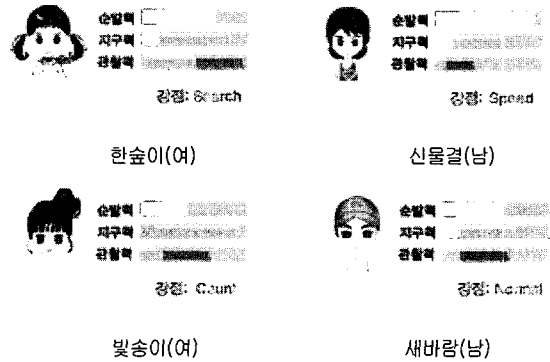 순발력
지구력
관찰력
강점: Search
한숲이(여)
순발력
지구력
관찰력
강점: Speed
신물결(남)
순발력
지구력
관찰력
강점: Count
빛송이(여)
순발력
지구력
관찰력
강점: Normal
새바람(남)